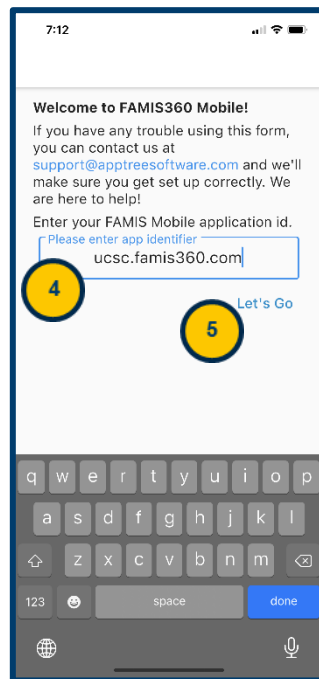 7:12
Welcome to FAMIS360 Mobile!
If you have any trouble using this form,
you can contact us at
support@apptreesoftware.com and we'll
make sure you get set up correctly. We
are here to help!
Enter your FAMIS Mobile application id.
Please enter app identifier
ucsc.famis360.com
4
Let's Go
5
q w e r t y u i o p
a s d f g h j k l
z x c v b n m
123 space done